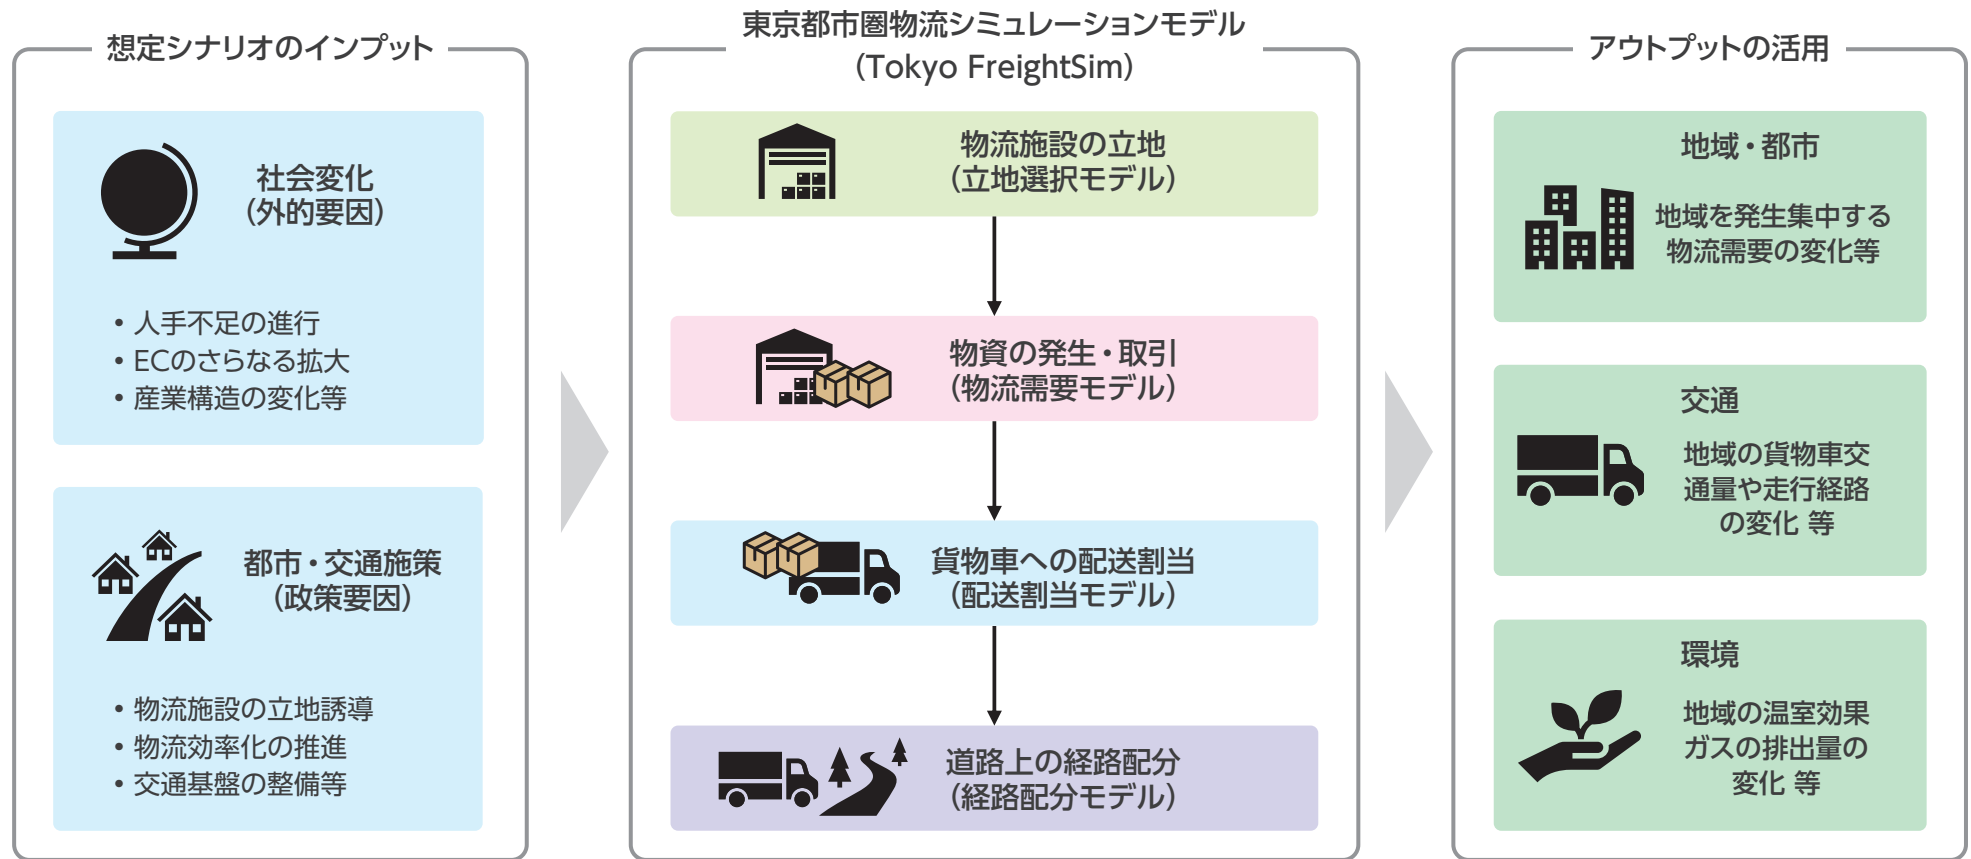 想定シナリオのインプット
社会変化
（外的要因）
• 人手不足の進行
• ECのさらなる拡大
• 産業構造の変化等
都市・交通施策
（政策要因）
• 物流施設の立地誘導
• 物流効率化の推進
• 交通基盤の整備等
東京都市圏物流シミュレーションモデル
（Tokyo FreightSim）
物流施設の立地
（立地選択モデル）
物資の発生・取引
（物流需要モデル）
貨物車への配送割当
（配送割当モデル）
道路上の経路配分
（経路配分モデル）
アウトプットの活用
地域・都市
地域を発生集中する
物流需要の変化等
交通
地域の貨物車交
通量や走行経路
の変化 等
環境
地域の温室効果
ガスの排出量の
変化 等